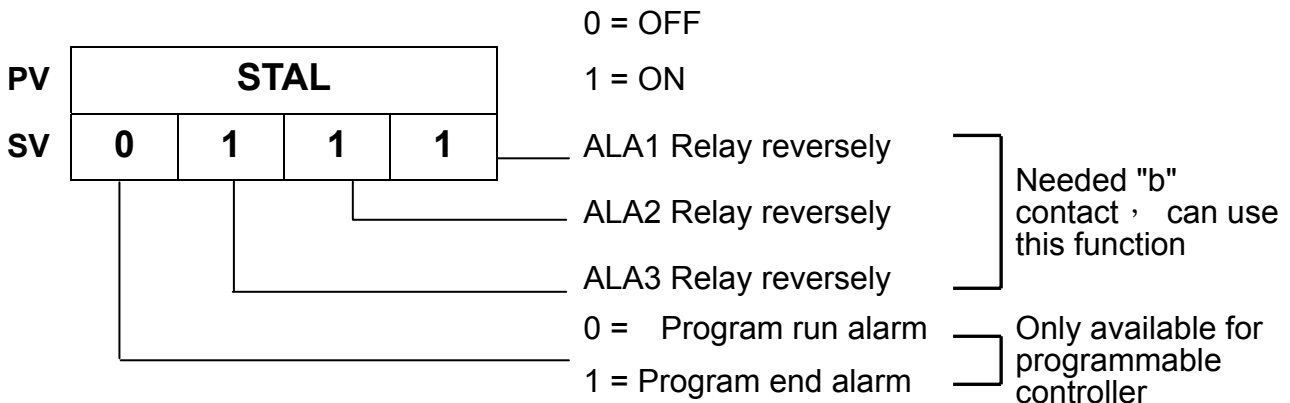 0 = OFF
PV STAL 1 = ON
SV 0 1 1 1
ALA1 Relay reversely
ALA2 Relay reversely
ALA3 Relay reversely
Needed "b"
contact， can use
this function
0 = Program run alarm
1 = Program end alarm
Only available for
programmable
controller